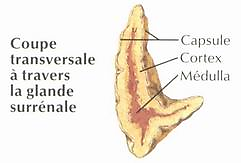 Coupe
transversale
à travers
la glande
surrénale
Capsule
Cortex
Médulla